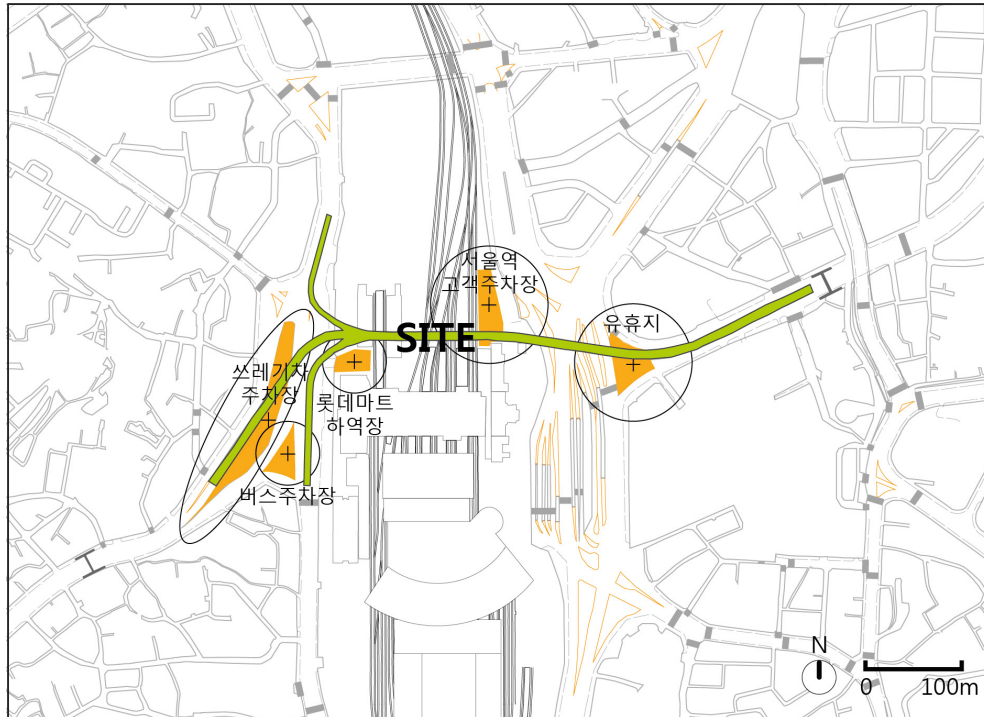 서울역
고객주차장
유휴지
SITE
쓰레기차
주차장
롯데마트
하역장
버스주차장
N
0 100m